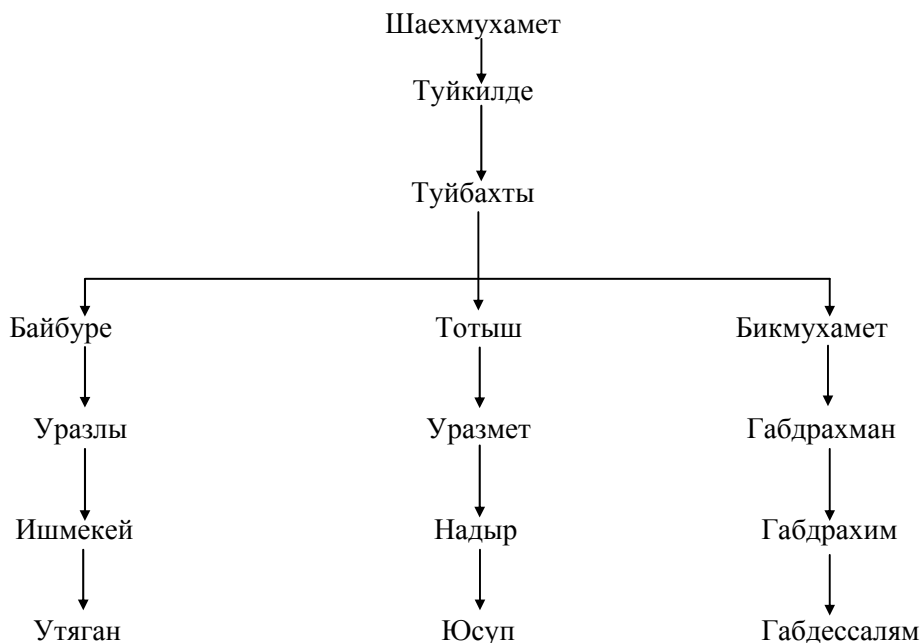 Шаехмухамет
Туйкилде
Туйбахты
Байбуре Тотыш Бикмухамет
Уразлы Уразмет Габдрахман
Ишмекей Надыр Габдрахим
Утяган Юсуп Габдессалям